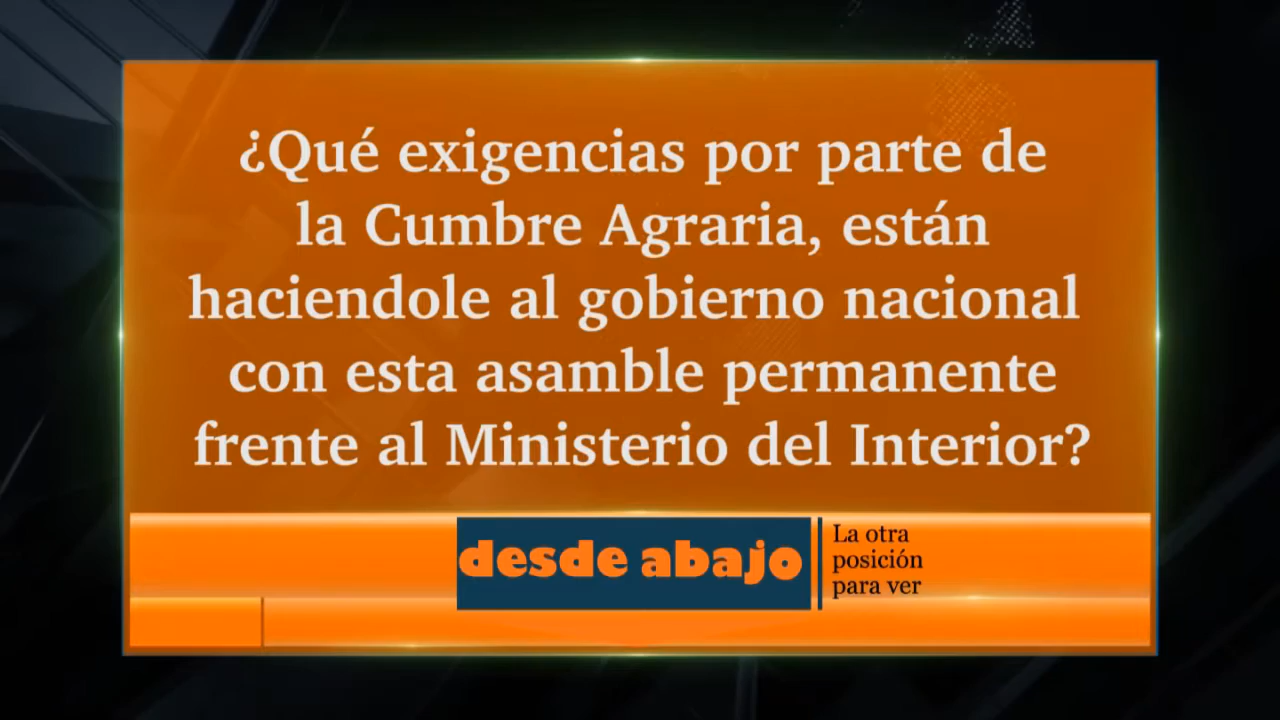 ¿Qué exigencias por parte de
la Cumbre Agraria, están
haciendole al gobierno nacional
con esta asamble permanente
frente al Ministerio del Interior?
desde abajo
La otra
posición
para ver